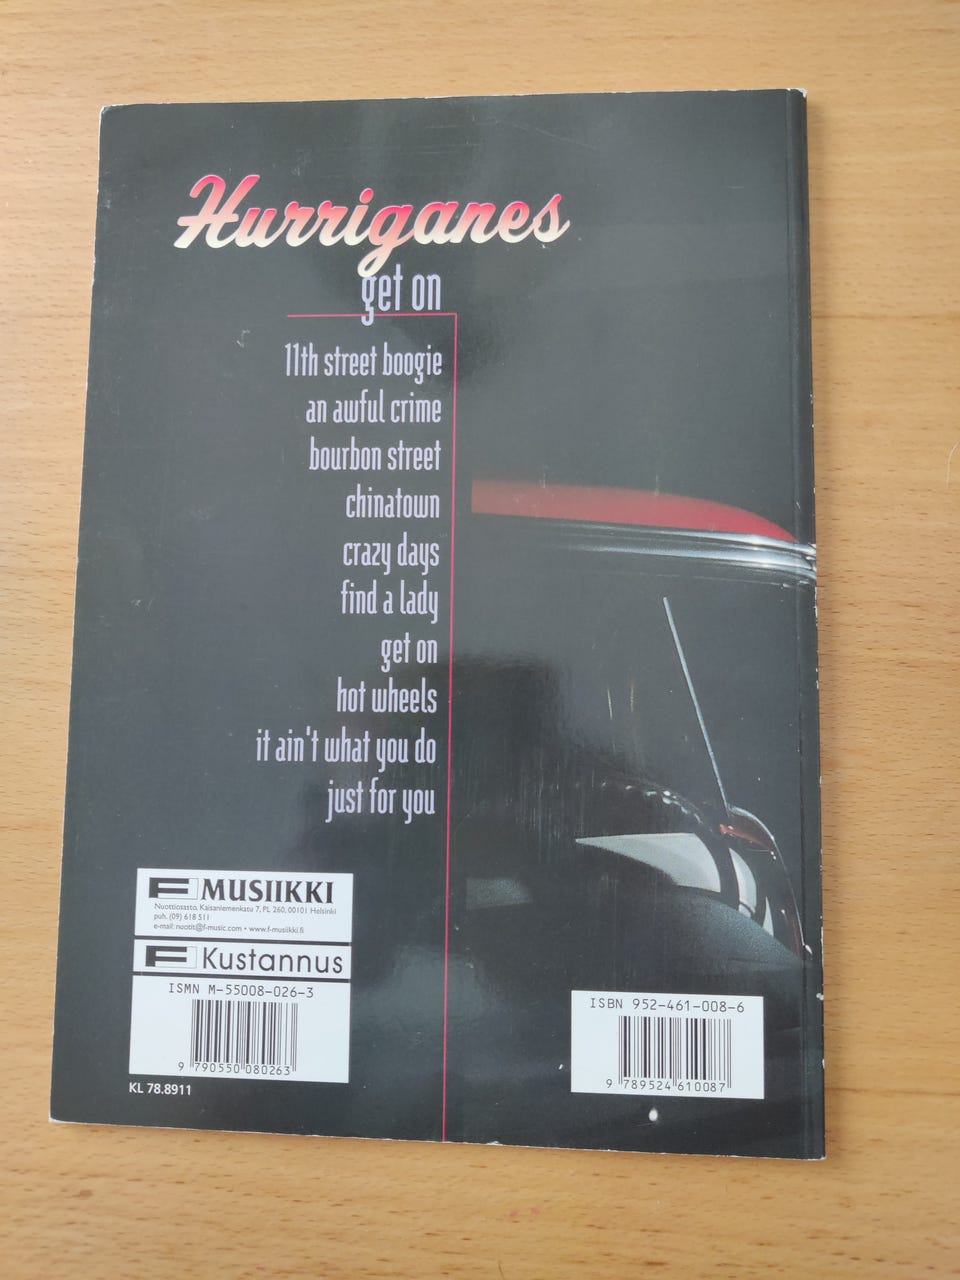 Hurriganes
get on
11th street boogie
an awful crime
bourbon street
chinatown
crazy days
find a lady
get on
hot wheels
it ain't what you do
just for you
F MUSIIKKI
Nuottiosasto, Kaisaniemenkatu 7, PL 260, 00101 Helsinki
puh. (09) 618 511
e-mail: nuotit@f-music.com • www.f-musiikki.fi
F Kustannus
ISMN M-55008-026-3
9 790550 080263
KL 78.8911
ISBN 952-461-008-6
9 789524 610087